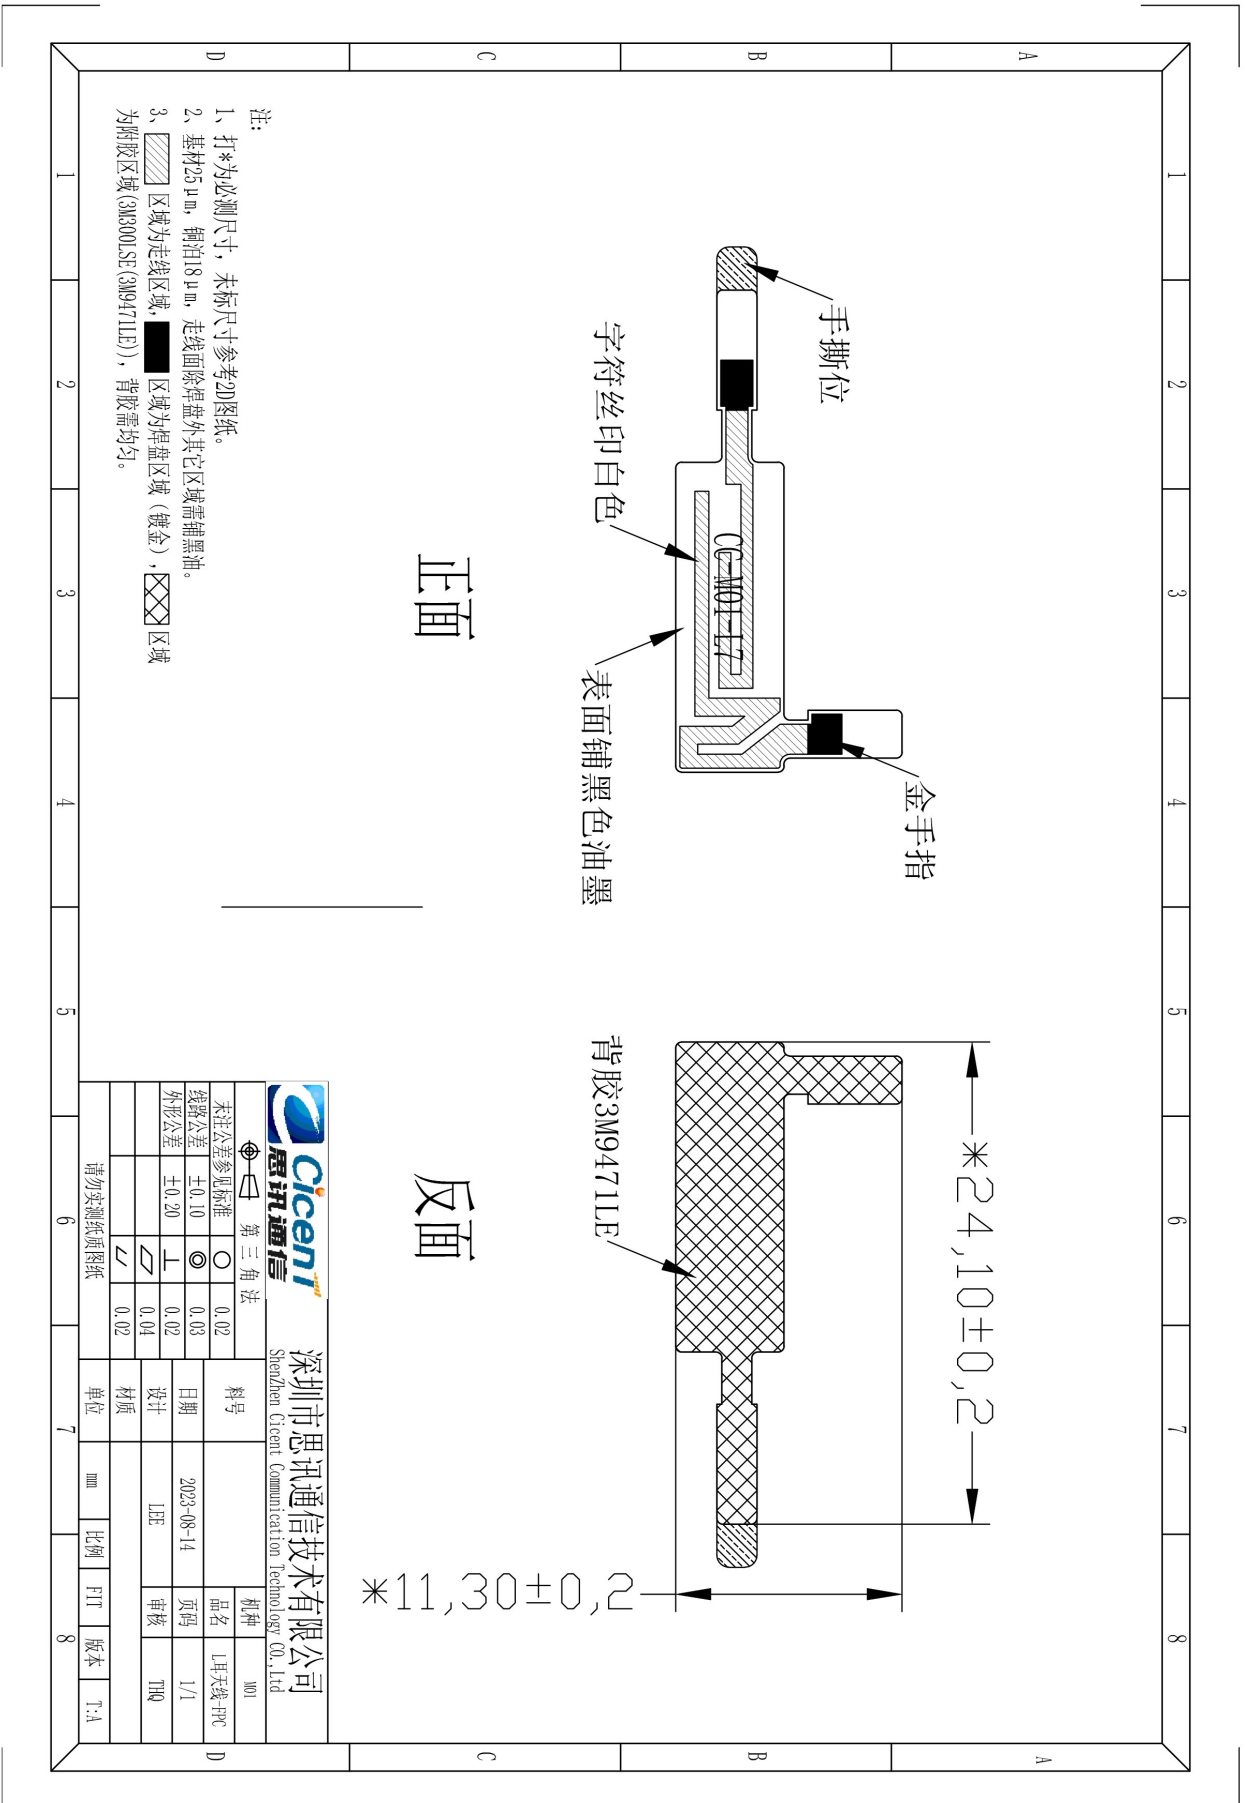 1 2 3 4 5 6 7 8
A
B
C
D
手撕位
字符丝印白色
CC-M01-L7
表面铺黑色油墨
金手指
正面
*24,10±0,2
*11,30±0,2
背胶3M9471LE
反面
注:
1、打*为必测尺寸，未标尺寸参考2D图纸。
2、基材25μm，铜泊18μm，走线面除焊盘外其它区域需铺黑油。
3、 区域为走线区域， 区域为焊盘区域（镀金）， 区域
为附胶区域(3M300LSE(3M9471LE))，背胶需均匀。
Cicent
思讯通信
深圳市思讯通信技术有限公司
ShenZhen Cicent Communication Technology CO.,Ltd
第三角法
料号
机种 M01
品名 L耳天线-FPC
未注公差参见标准 0.02
线路公差 ±0.10 0.03
日期 2023-08-14 页码 1/1
外形公差 ±0.20 0.02
设计 LEE 审核 THQ
0.04
材质
0.02
请勿实测纸质图纸
单位 mm 比例 FIT 版本 T:A
1 2 3 4 5 6 7 8
A
B
C
D